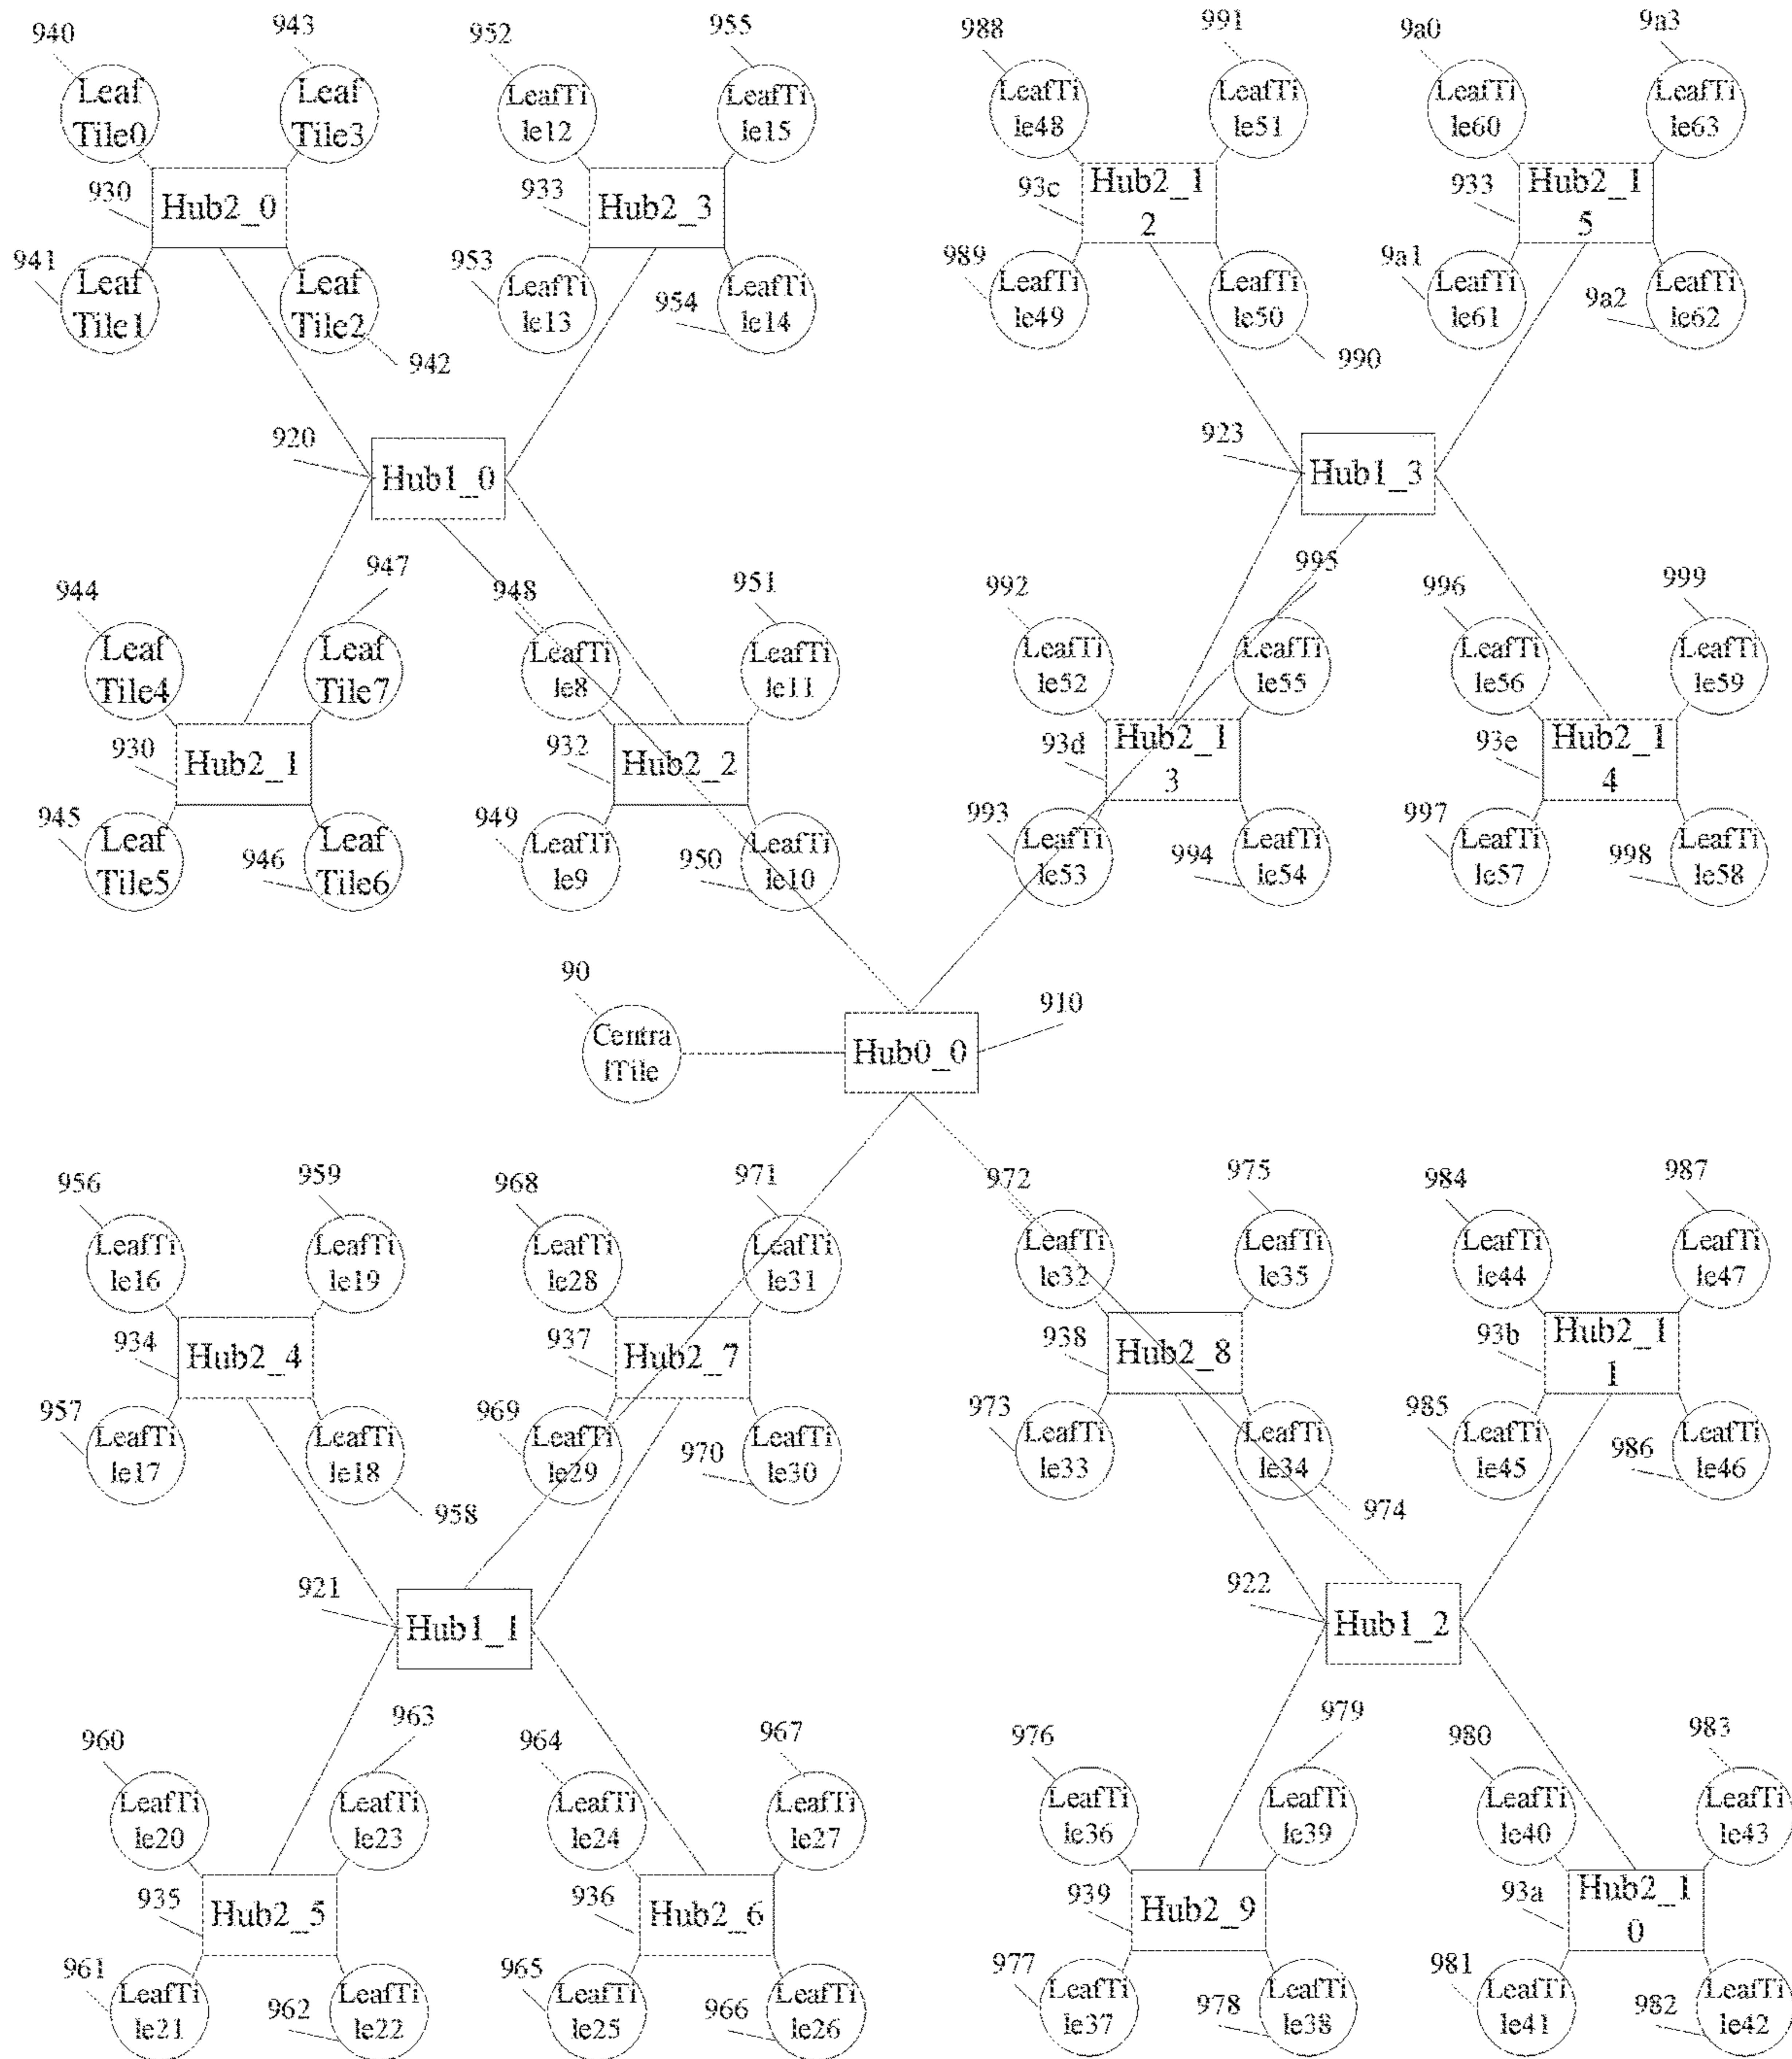 940
943
952
955
988
991
9a0
9a3
Leaf
Tile0
Leaf
Tile3
LeafTi
le12
LeafTi
le15
LeafTi
le48
LeafTi
le51
LeafTi
le60
LeafTi
le63
930
Hub2_0
933
Hub2_3
93c
Hub2_1
2
933
Hub2_1
5
941
Leaf
Tile1
Leaf
Tile2
942
953
LeafTi
le13
954
LeafTi
le14
989
LeafTi
le49
LeafTi
le50
990
9a1
LeafTi
le61
9a2
LeafTi
le62
920
Hub1_0
923
Hub1_3
944
947
948
951
992
995
996
999
Leaf
Tile4
Leaf
Tile7
LeafTi
le8
LeafTi
le11
LeafTi
le52
LeafTi
le55
LeafTi
le56
LeafTi
le59
930
Hub2_1
932
Hub2_2
93d
Hub2_1
3
93e
Hub2_1
4
945
Leaf
Tile5
946
Leaf
Tile6
949
LeafTi
le9
950
LeafTi
le10
993
LeafTi
le53
994
LeafTi
le54
997
LeafTi
le57
998
LeafTi
le58
90
Centra
lTile
Hub0_0
910
956
959
968
971
972
975
984
987
LeafTi
le16
LeafTi
le19
LeafTi
le28
LeafTi
le31
LeafTi
le32
LeafTi
le35
LeafTi
le44
LeafTi
le47
934
Hub2_4
937
Hub2_7
938
Hub2_8
93b
Hub2_1
1
957
LeafTi
le17
LeafTi
le18
958
969
LeafTi
le29
970
LeafTi
le30
973
LeafTi
le33
LeafTi
le34
974
985
LeafTi
le45
986
LeafTi
le46
921
Hub1_1
922
Hub1_2
960
963
964
967
976
979
980
983
LeafTi
le20
LeafTi
le23
LeafTi
le24
LeafTi
le27
LeafTi
le36
LeafTi
le39
LeafTi
le40
LeafTi
le43
935
Hub2_5
936
Hub2_6
939
Hub2_9
93a
Hub2_1
0
961
LeafTi
le21
962
LeafTi
le22
965
LeafTi
le25
966
LeafTi
le26
977
LeafTi
le37
978
LeafTi
le38
981
LeafTi
le41
982
LeafTi
le42